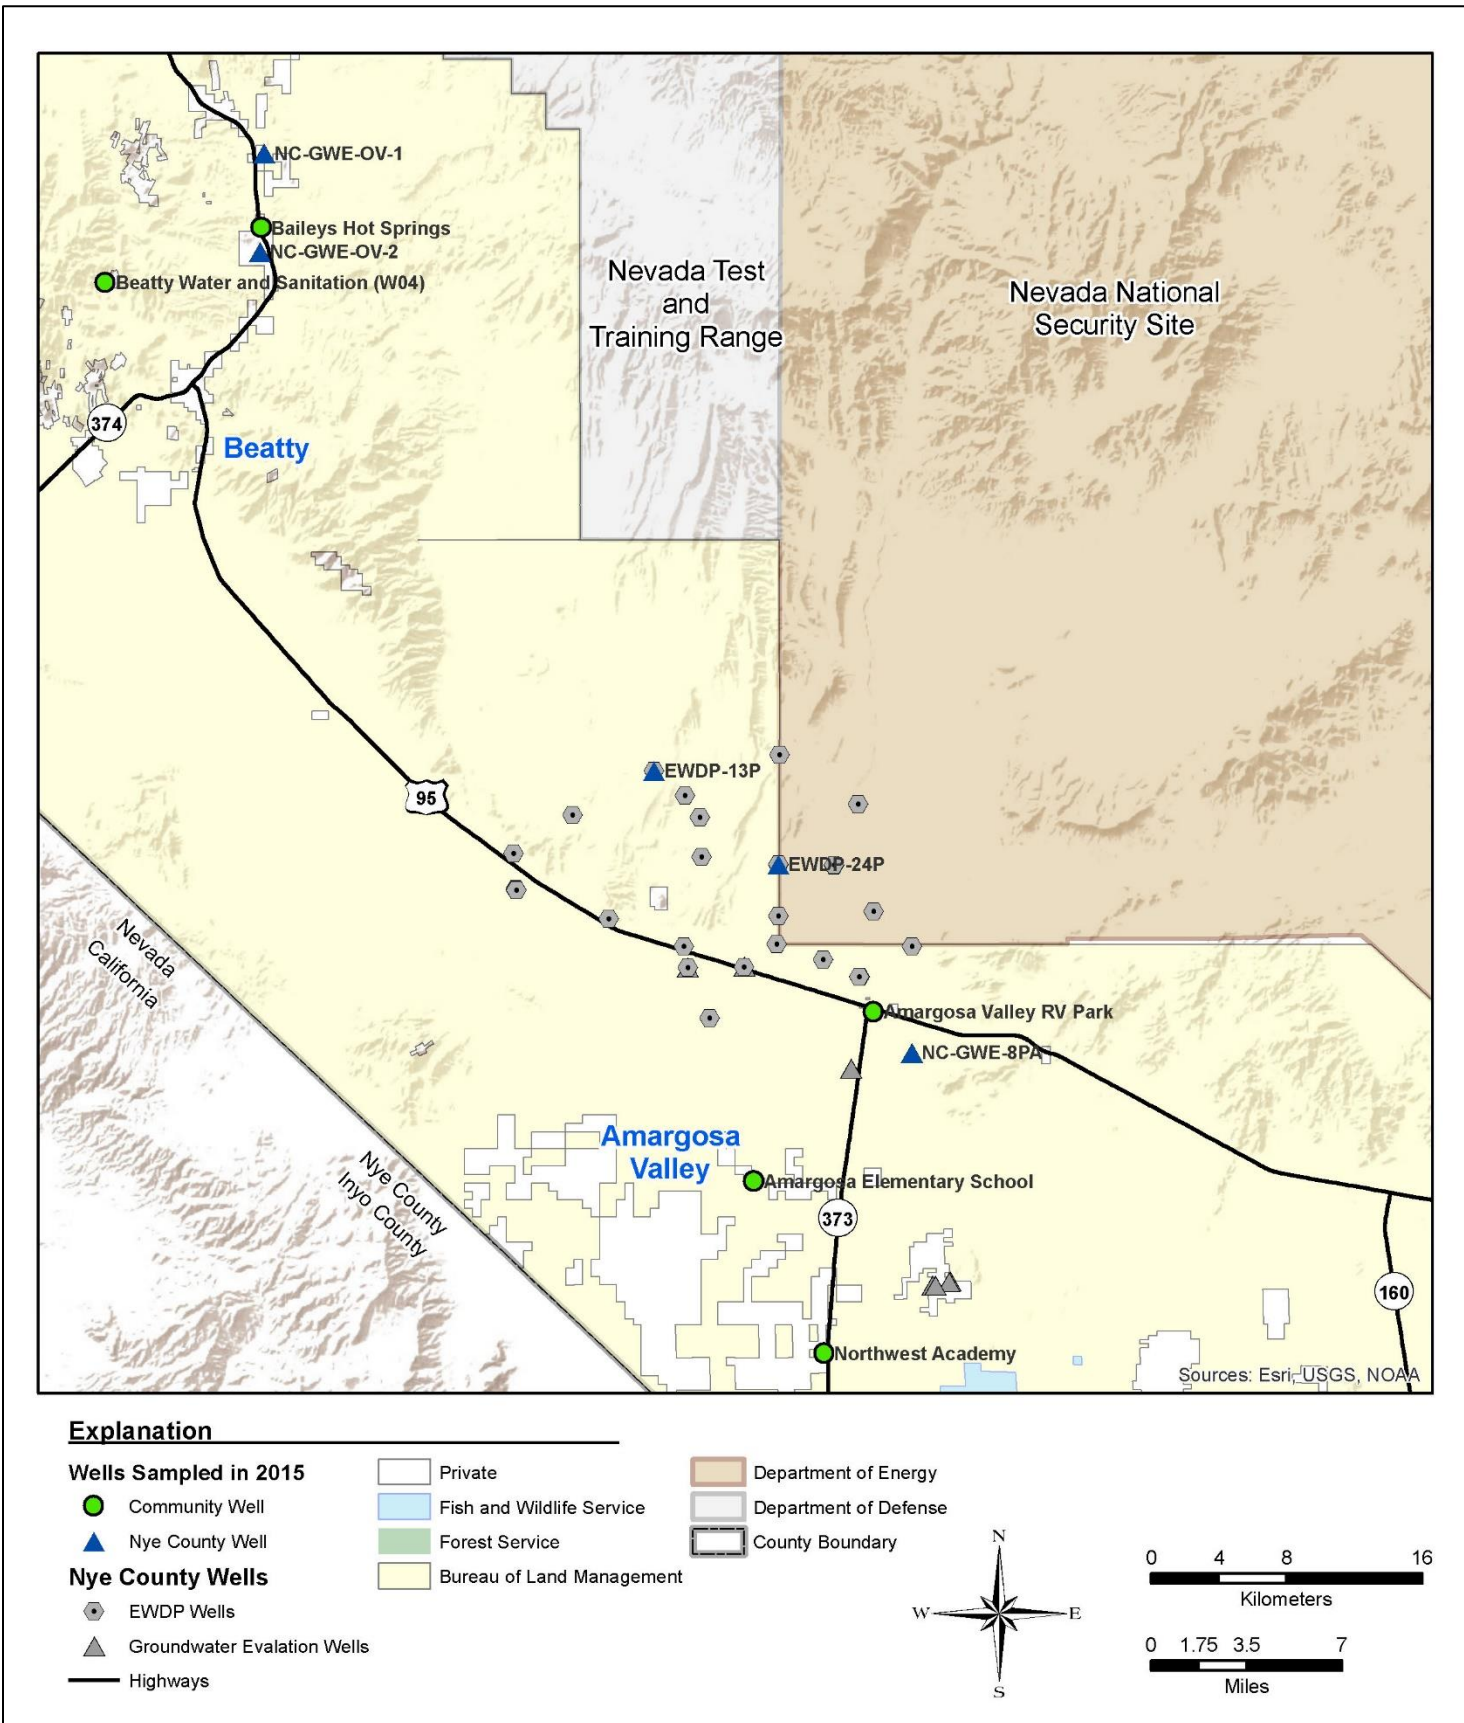 NC-GWE-OV-1
Baileys Hot Springs
NC-GWE-OV-2
Beatty Water and Sanitation (W04)
Nevada Test
and
Training Range
Nevada National
Security Site
374
Beatty
EWDP-13P
95
EWDP-24P
Nevada
California
Amargosa Valley RV Park
NC-GWE-8PA
Amargosa
Valley
Nye County
Inyo County
Amargosa Elementary School
373
160
Northwest Academy
Sources: Esri, USGS, NOAA
Explanation
Wells Sampled in 2015
Community Well
Nye County Well
Nye County Wells
EWDP Wells
Groundwater Evalation Wells
Highways
Private
Fish and Wildlife Service
Forest Service
Bureau of Land Management
Department of Energy
Department of Defense
County Boundary
N
W E
S
0 4 8 16
Kilometers
0 1.75 3.5 7
Miles